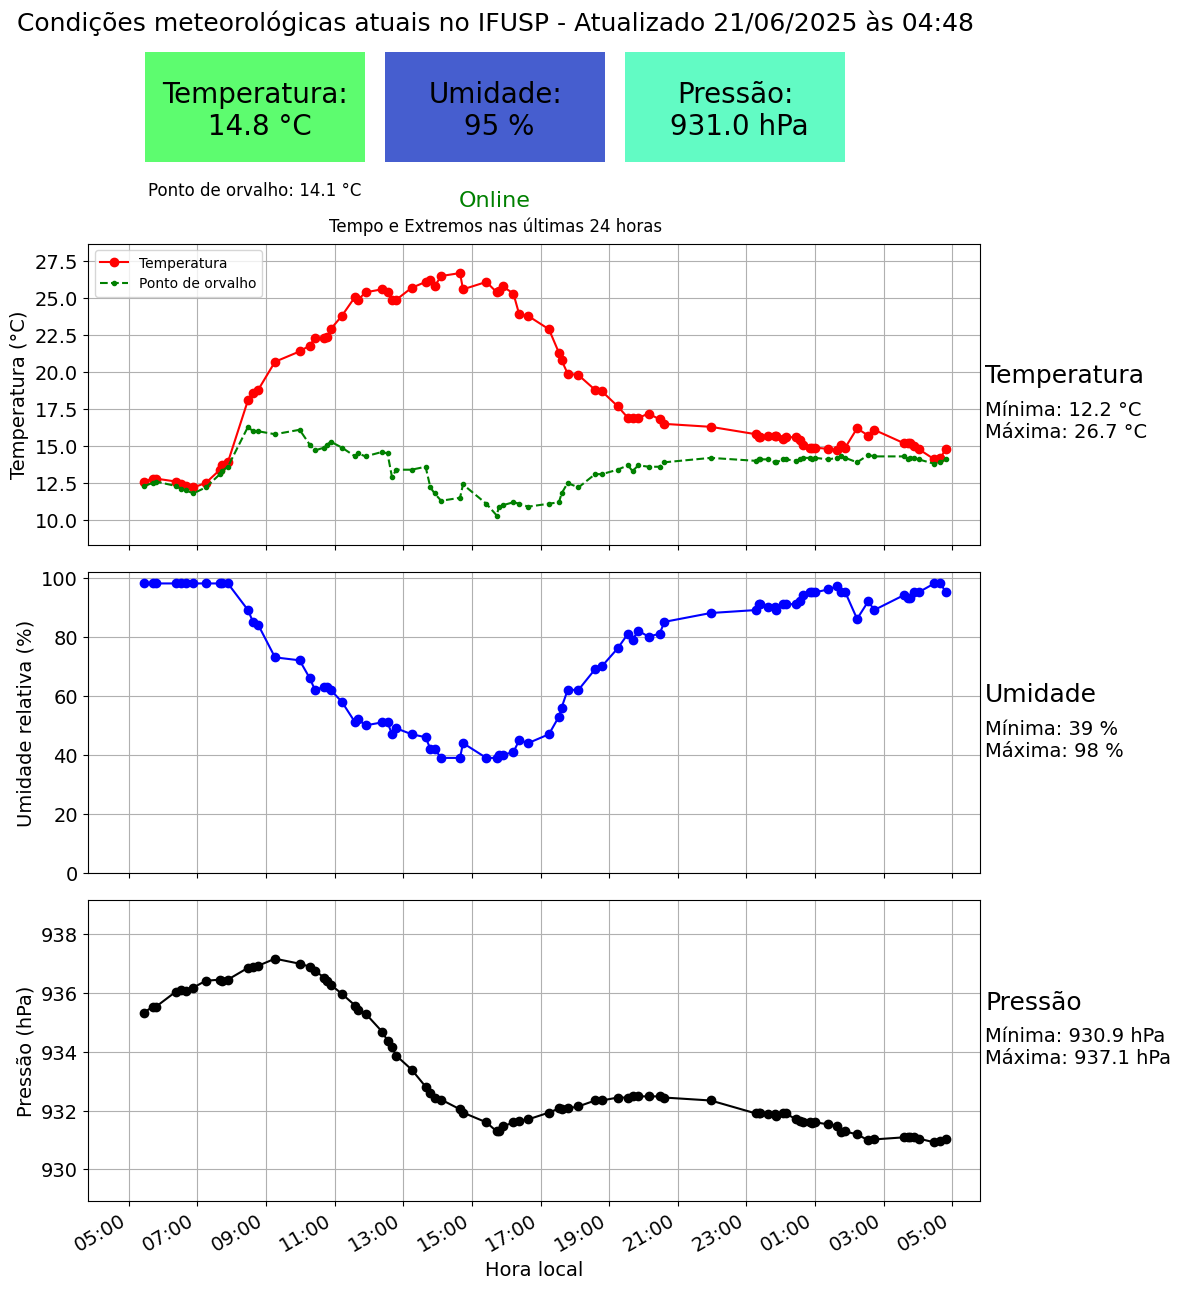 Condições meteorológicas atuais no IFUSP - Atualizado 21/06/2025 às 04:48
Temperatura:
14.8 °C
Umidade:
95 %
Pressão:
931.0 hPa
Ponto de orvalho: 14.1 °C
Online
Tempo e Extremos nas últimas 24 horas
Temperatura
Ponto de orvalho
Temperatura (°C)
27.5
25.0
22.5
20.0
17.5
15.0
12.5
10.0
Temperatura
Mínima: 12.2 °C
Máxima: 26.7 °C
Umidade relativa (%)
100
80
60
40
20
0
Umidade
Mínima: 39 %
Máxima: 98 %
Pressão (hPa)
938
936
934
932
930
Pressão
Mínima: 930.9 hPa
Máxima: 937.1 hPa
05:00
07:00
09:00
11:00
13:00
15:00
17:00
19:00
21:00
23:00
01:00
03:00
05:00
Hora local